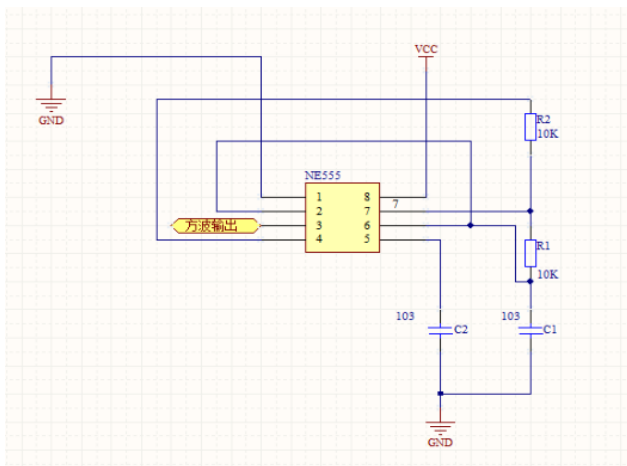 VCC
GND
R2
10K
NE555
1 8
7
2 7
方波输出
3 6
4 5
R1
10K
103
C2
103
C1
GND